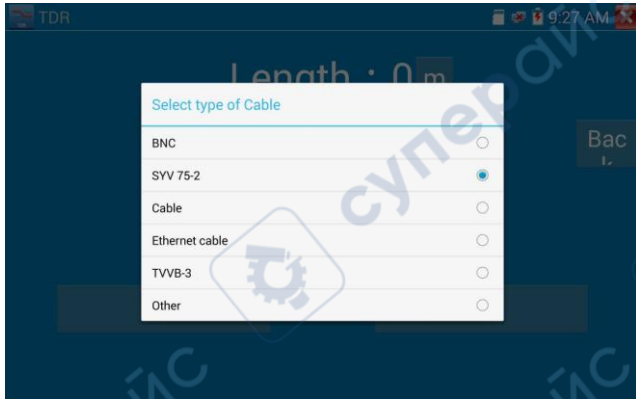 TDR
9:27 AM
Length : 0 m
Select type of Cable
BNC
Bac
k
SYV 75-2
Cable
Ethernet cable
TVVB-3
Other
суперайс